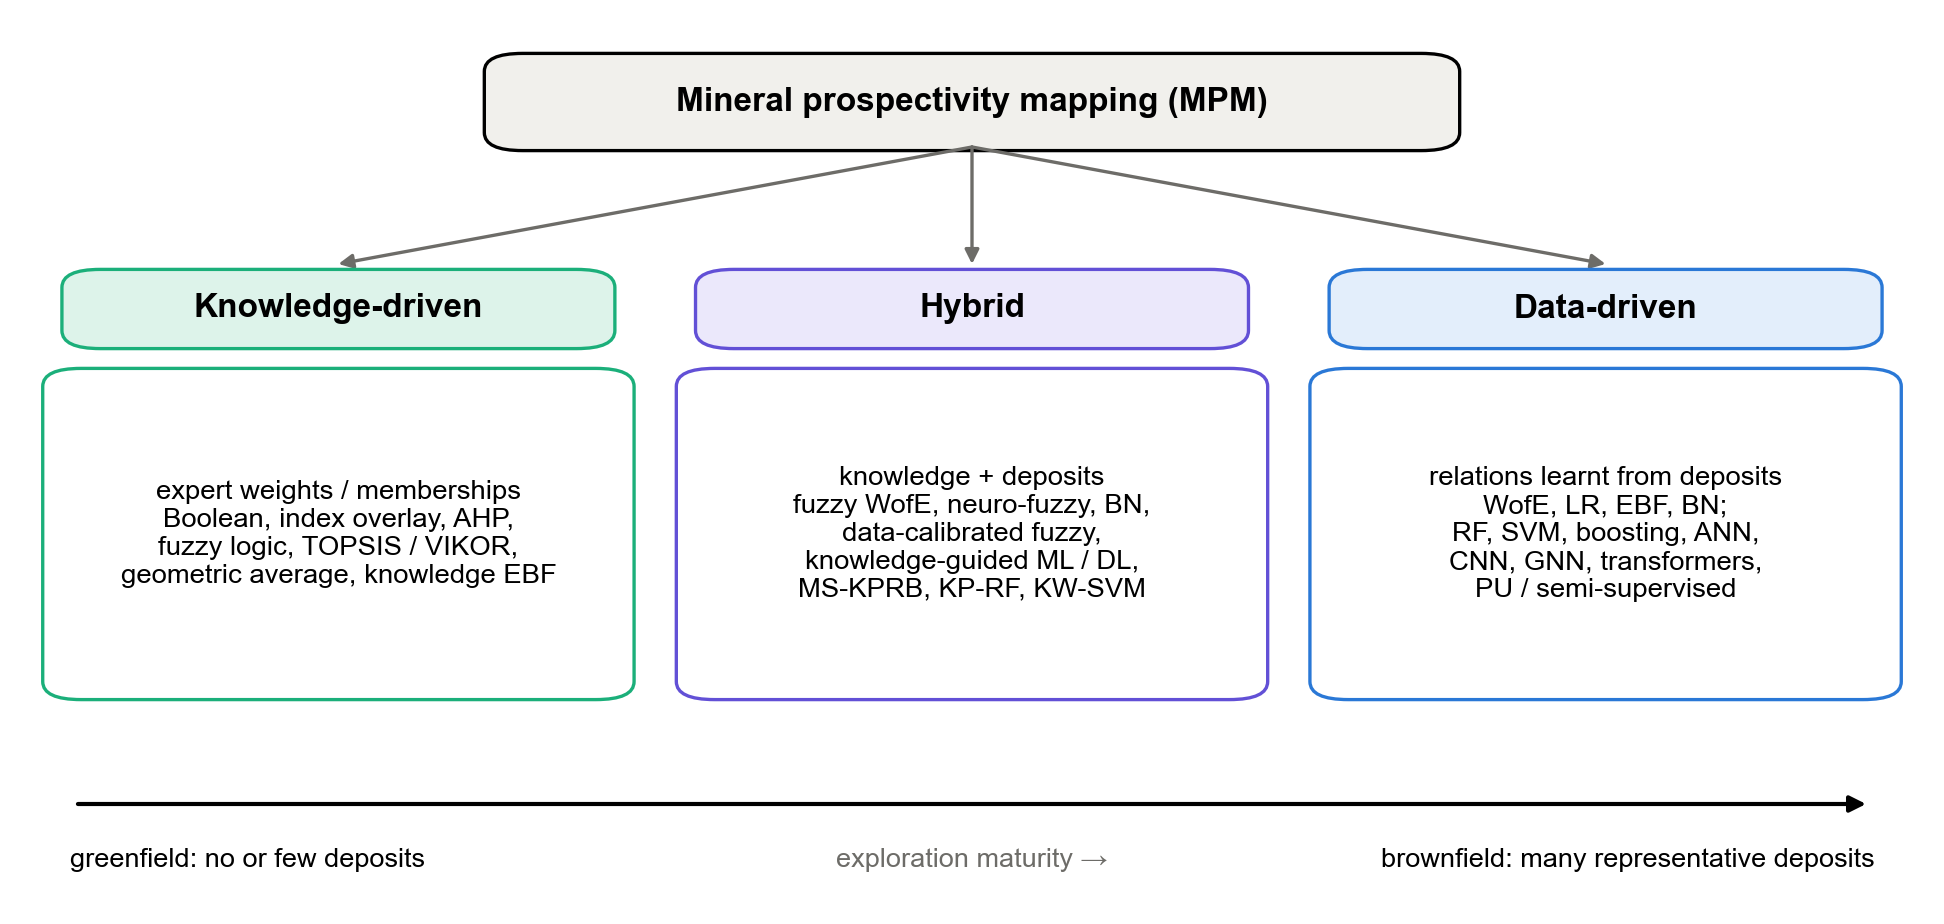 Mineral prospectivity mapping (MPM)
Knowledge-driven
expert weights / memberships
Boolean, index overlay, AHP,
fuzzy logic, TOPSIS / VIKOR,
geometric average, knowledge EBF
Hybrid
knowledge + deposits
fuzzy WofE, neuro-fuzzy, BN,
data-calibrated fuzzy,
knowledge-guided ML / DL,
MS-KPRB, KP-RF, KW-SVM
Data-driven
relations learnt from deposits
WofE, LR, EBF, BN;
RF, SVM, boosting, ANN,
CNN, GNN, transformers,
PU / semi-supervised
greenfield: no or few deposits
exploration maturity →
brownfield: many representative deposits